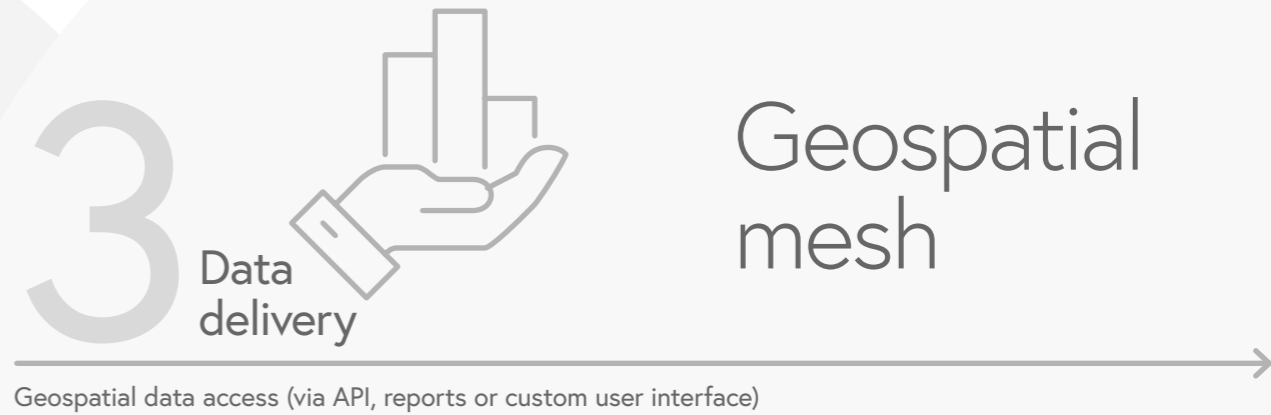 3
Data
delivery
Geospatial
mesh
Geospatial data access (via API, reports or custom user interface)